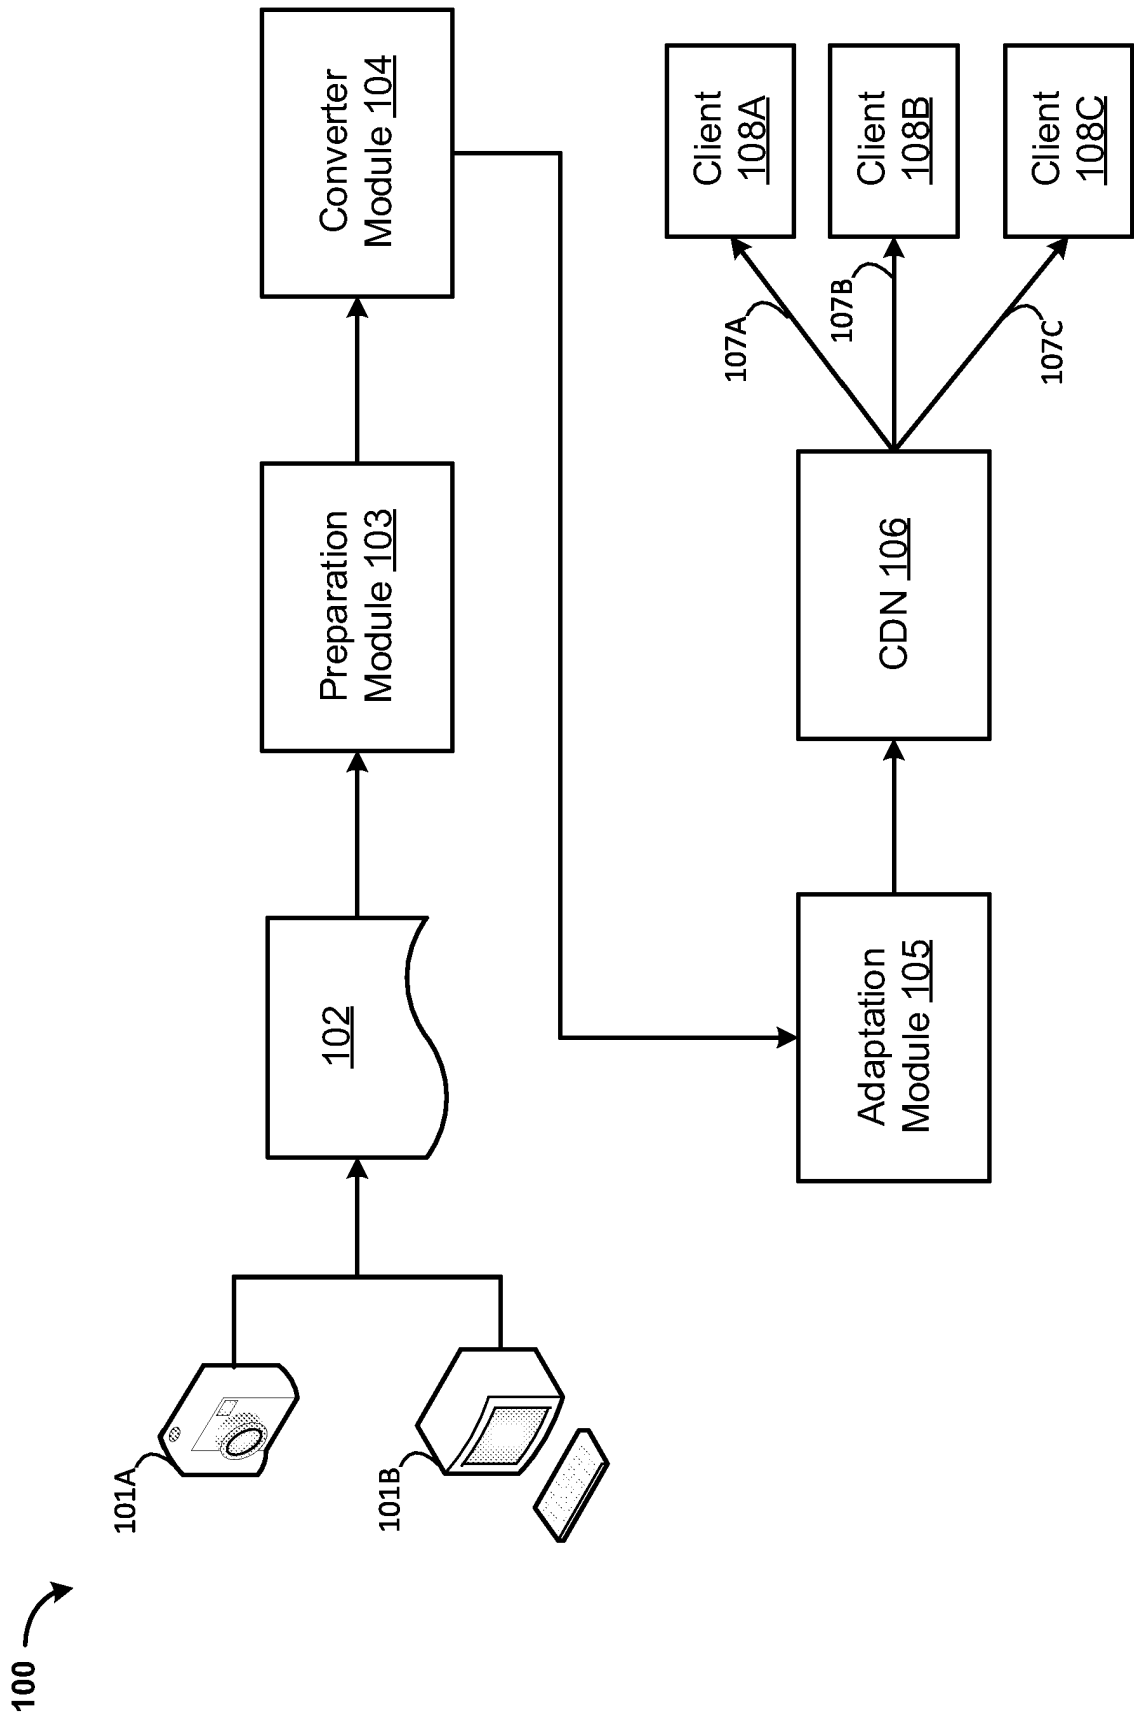 100
101A
101B
102
Preparation
Module 103
Converter
Module 104
Adaptation
Module 105
CDN 106
107A
107B
107C
Client
108A
Client
108B
Client
108C